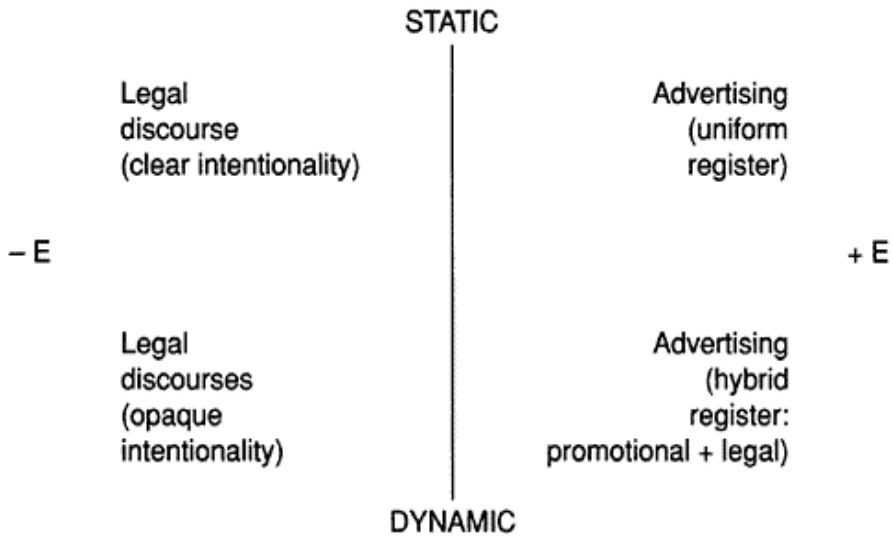 STATIC
Legal
discourse
(clear intentionality)
Advertising
(uniform
register)
– E
+ E
Legal
discourses
(opaque
intentionality)
Advertising
(hybrid
register:
promotional + legal)
DYNAMIC